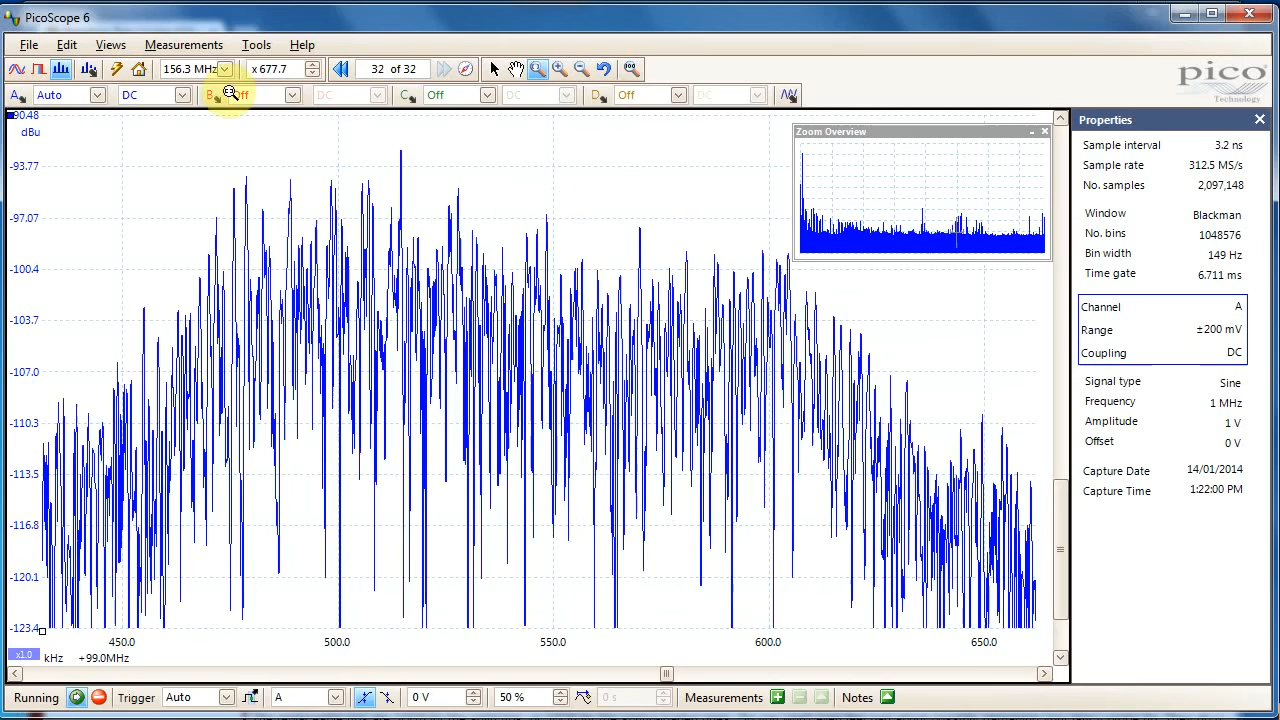 PicoScope 6
File Edit Views Measurements Tools Help
156.3 MHz x 677.7 32 of 32
pico
Technology
A Auto DC B Off DC C Off DC D Off DC
-90.48
dBu
-93.77
-97.07
-100.4
-103.7
-107.0
-110.3
-113.5
-116.8
-120.1
-123.4
450.0 500.0 550.0 600.0 650.0
x1.0 kHz +99.0MHz
Zoom Overview
Properties
Sample interval 3.2 ns
Sample rate 312.5 MS/s
No. samples 2,097,148
Window Blackman
No. bins 1048576
Bin width 149 Hz
Time gate 6.711 ms
Channel A
Range ±200 mV
Coupling DC
Signal type Sine
Frequency 1 MHz
Amplitude 1 V
Offset 0 V
Capture Date 14/01/2014
Capture Time 1:22:00 PM
Running Trigger Auto A 0 V 50 % 0 s Measurements Notes